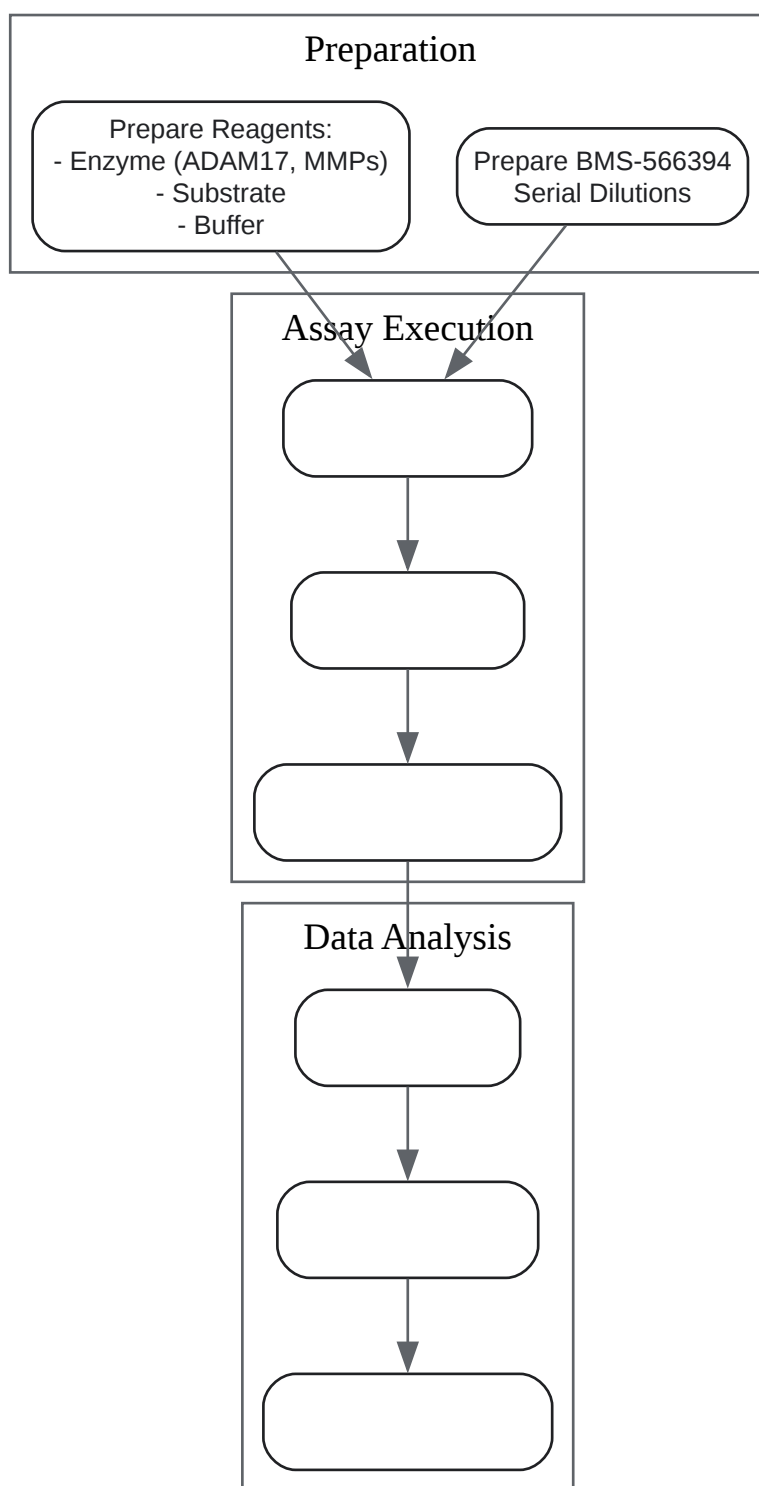 Preparation
Prepare Reagents:
- Enzyme (ADAM17, MMPs)
- Substrate
- Buffer
Prepare BMS-566394
Serial Dilutions
Assay Execution
Data Analysis